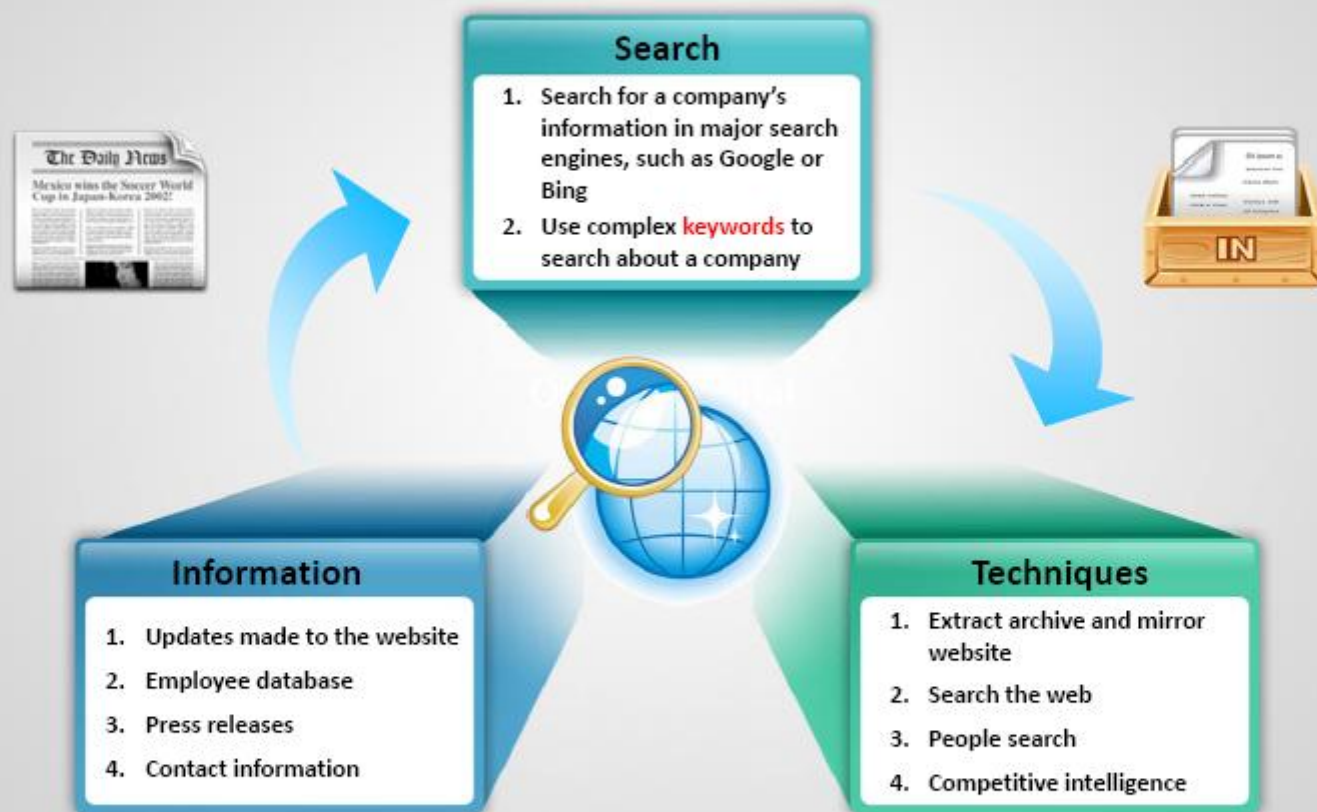 Search
1. Search for a company's
information in major search
engines, such as Google or
Bing
2. Use complex keywords to
search about a company
The Daily News
Mexico wins the Soccer World
Cup in Japan-Korea 2002!
IN
Information
1. Updates made to the website
2. Employee database
3. Press releases
4. Contact information
Techniques
1. Extract archive and mirror
website
2. Search the web
3. People search
4. Competitive intelligence